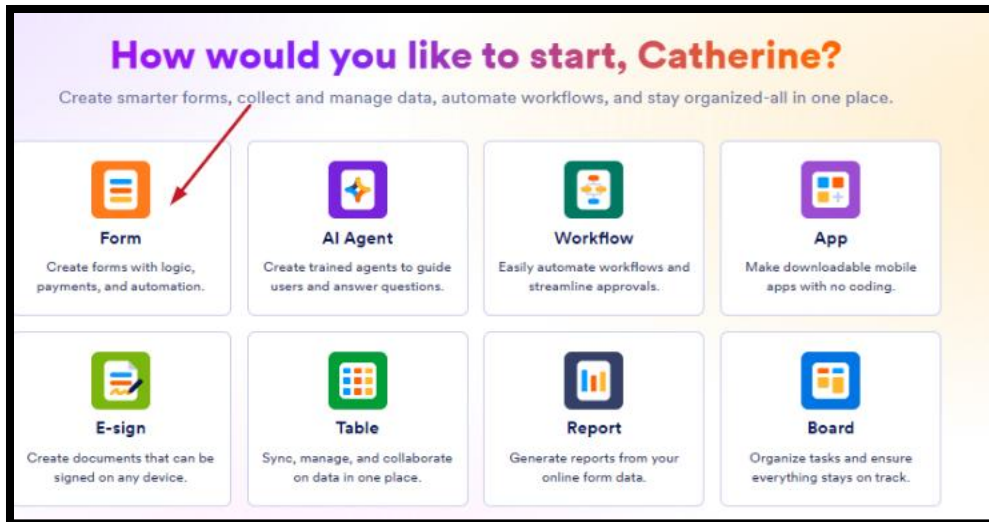 How would you like to start, Catherine?
Create smarter forms, collect and manage data, automate workflows, and stay organized-all in one place.
Form
Create forms with logic,
payments, and automation.
AI Agent
Create trained agents to guide
users and answer questions.
Workflow
Easily automate workflows and
streamline approvals.
App
Make downloadable mobile
apps with no coding.
E-sign
Create documents that can be
signed on any device.
Table
Sync, manage, and collaborate
on data in one place.
Report
Generate reports from your
online form data.
Board
Organize tasks and ensure
everything stays on track.